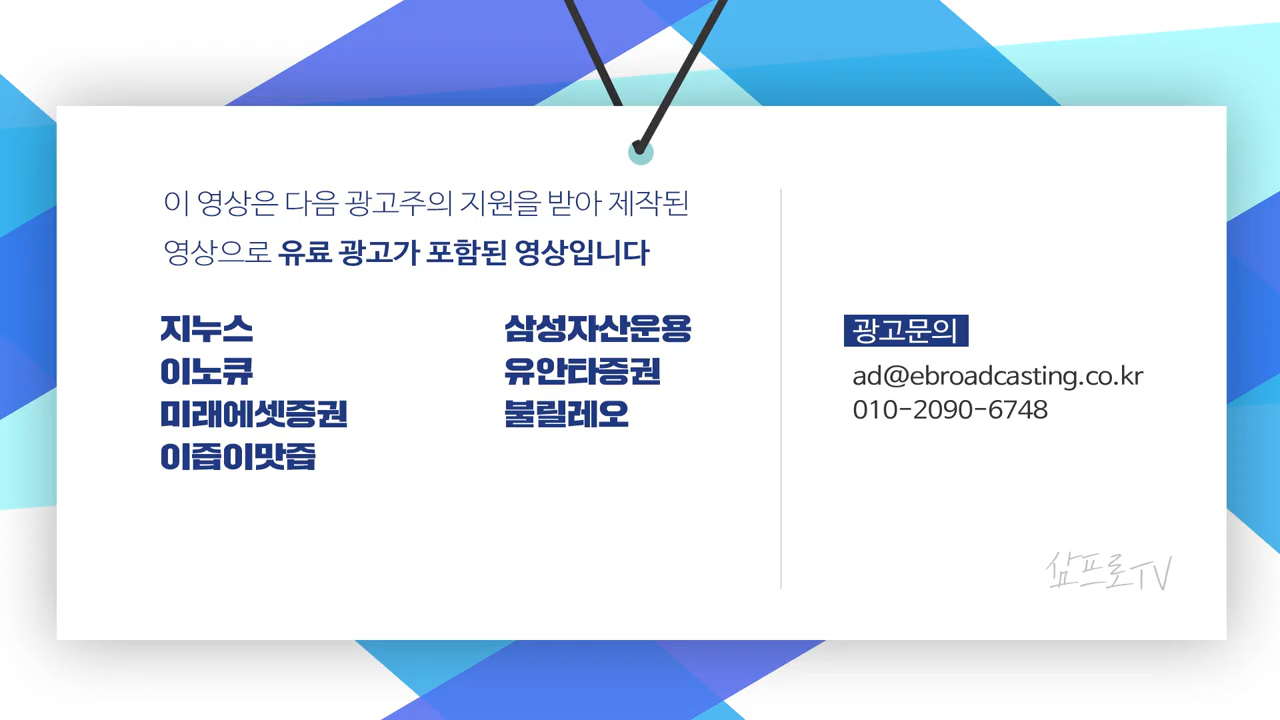 이 영상은 다음 광고주의 지원을 받아 제작된
영상으로 유료 광고가 포함된 영상입니다
지누스
이노큐
미래에셋증권
이즙이맛즙
삼성자산운용
유안타증권
불릴레오
광고문의
ad@ebroadcasting.co.kr
010-2090-6748
삼프로TV